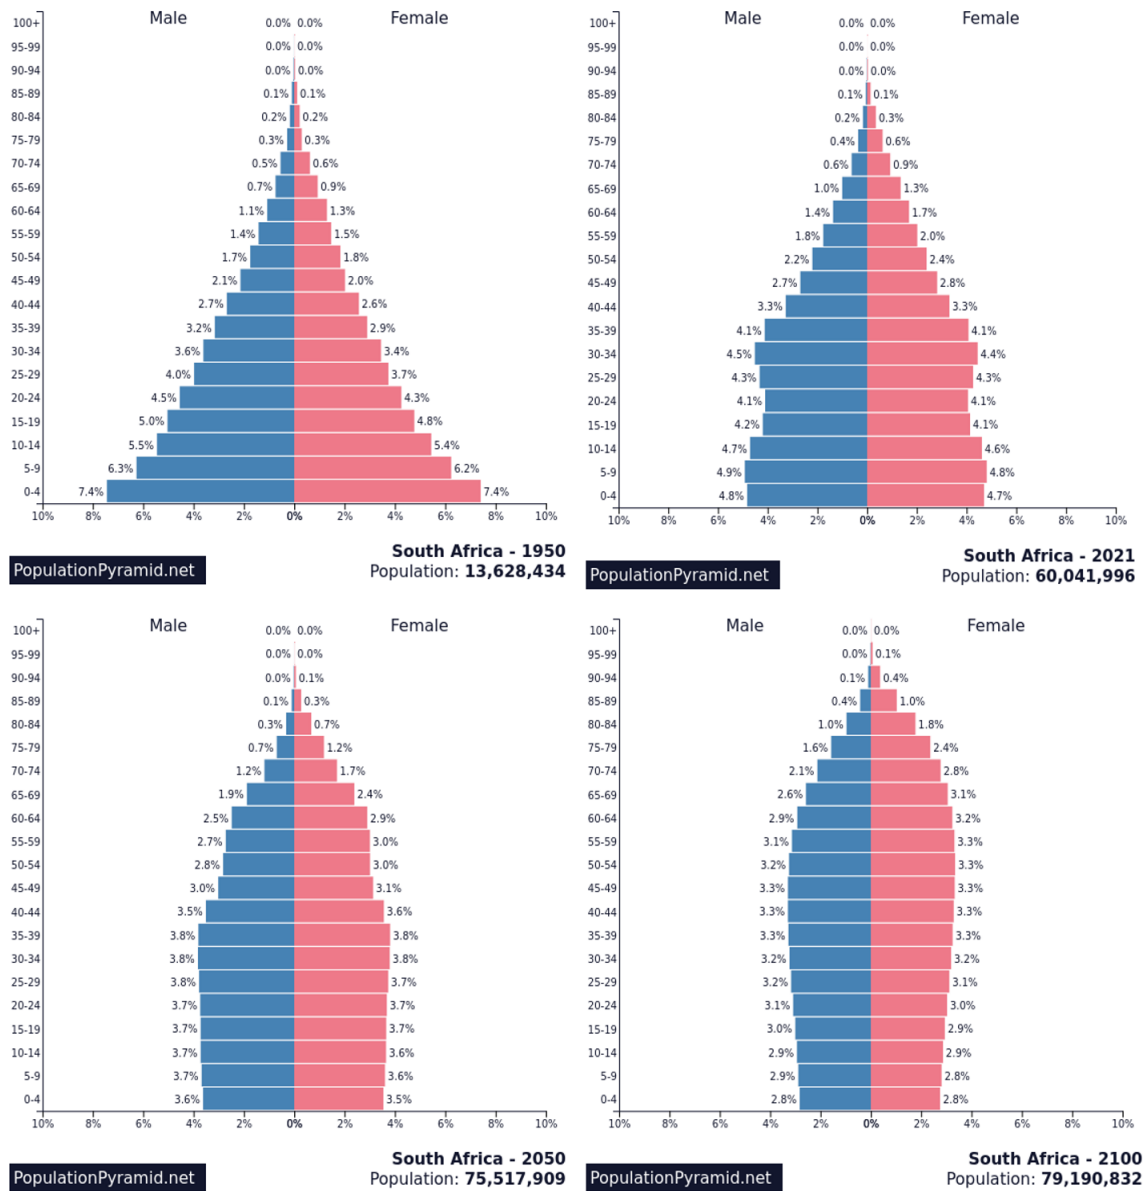 Male Female
100+ 0.0% 0.0%
95-99 0.0% 0.0%
90-94 0.0% 0.0%
85-89 0.1% 0.1%
80-84 0.2% 0.2%
75-79 0.3% 0.3%
70-74 0.5% 0.6%
65-69 0.7% 0.9%
60-64 1.1% 1.3%
55-59 1.4% 1.5%
50-54 1.7% 1.8%
45-49 2.1% 2.0%
40-44 2.7% 2.6%
35-39 3.2% 2.9%
30-34 3.6% 3.4%
25-29 4.0% 3.7%
20-24 4.5% 4.3%
15-19 5.0% 4.8%
10-14 5.5% 5.4%
5-9 6.3% 6.2%
0-4 7.4% 7.4%
10% 8% 6% 4% 2% 0% 2% 4% 6% 8% 10%
South Africa - 1950
PopulationPyramid.net Population: 13,628,434
Male Female
100+ 0.0% 0.0%
95-99 0.0% 0.0%
90-94 0.0% 0.0%
85-89 0.1% 0.1%
80-84 0.2% 0.3%
75-79 0.4% 0.6%
70-74 0.6% 0.9%
65-69 1.0% 1.3%
60-64 1.4% 1.7%
55-59 1.8% 2.0%
50-54 2.2% 2.4%
45-49 2.7% 2.8%
40-44 3.3% 3.3%
35-39 4.1% 4.1%
30-34 4.5% 4.4%
25-29 4.3% 4.3%
20-24 4.1% 4.1%
15-19 4.2% 4.1%
10-14 4.7% 4.6%
5-9 4.9% 4.8%
0-4 4.8% 4.7%
10% 8% 6% 4% 2% 0% 2% 4% 6% 8% 10%
South Africa - 2021
PopulationPyramid.net Population: 60,041,996
Male Female
100+ 0.0% 0.0%
95-99 0.0% 0.0%
90-94 0.0% 0.1%
85-89 0.1% 0.3%
80-84 0.3% 0.7%
75-79 0.7% 1.2%
70-74 1.2% 1.7%
65-69 1.9% 2.4%
60-64 2.5% 2.9%
55-59 2.7% 3.0%
50-54 2.8% 3.0%
45-49 3.0% 3.1%
40-44 3.5% 3.6%
35-39 3.8% 3.8%
30-34 3.8% 3.8%
25-29 3.8% 3.7%
20-24 3.7% 3.7%
15-19 3.7% 3.7%
10-14 3.7% 3.6%
5-9 3.7% 3.6%
0-4 3.6% 3.5%
10% 8% 6% 4% 2% 0% 2% 4% 6% 8% 10%
South Africa - 2050
PopulationPyramid.net Population: 75,517,909
Male Female
100+ 0.0% 0.0%
95-99 0.0% 0.1%
90-94 0.1% 0.4%
85-89 0.4% 1.0%
80-84 1.0% 1.8%
75-79 1.6% 2.4%
70-74 2.1% 2.8%
65-69 2.6% 3.1%
60-64 2.9% 3.2%
55-59 3.1% 3.3%
50-54 3.2% 3.3%
45-49 3.3% 3.3%
40-44 3.3% 3.3%
35-39 3.3% 3.3%
30-34 3.2% 3.2%
25-29 3.2% 3.1%
20-24 3.1% 3.0%
15-19 3.0% 2.9%
10-14 2.9% 2.9%
5-9 2.9% 2.8%
0-4 2.8% 2.8%
10% 8% 6% 4% 2% 0% 2% 4% 6% 8% 10%
South Africa - 2100
PopulationPyramid.net Population: 79,190,832